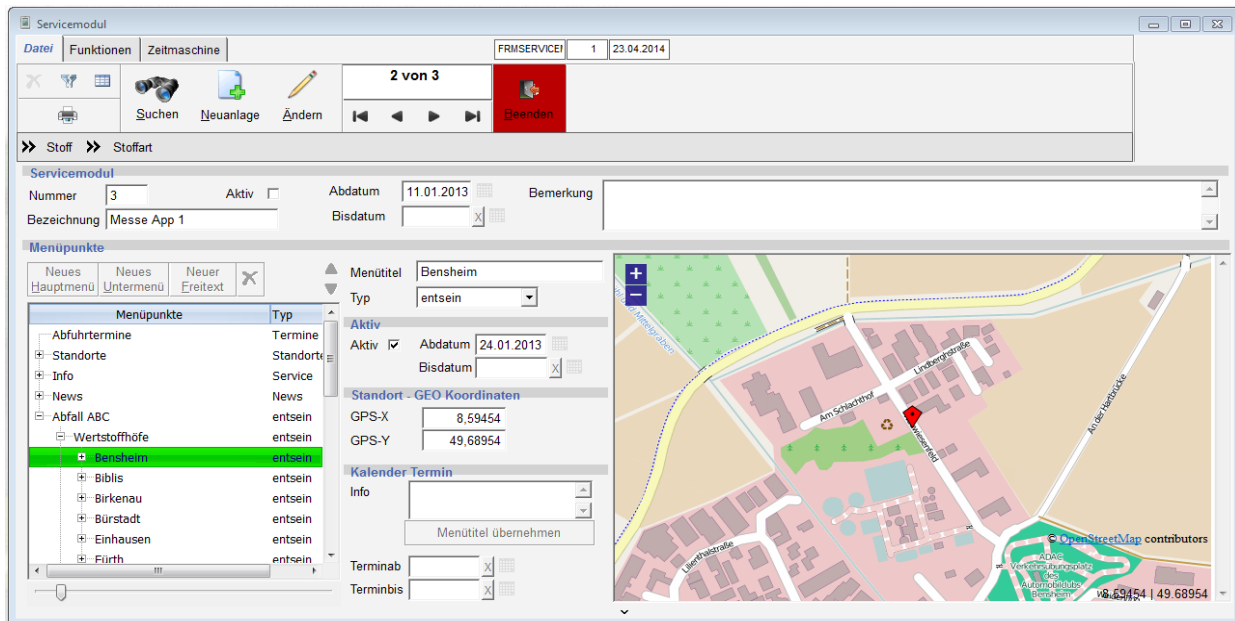 Servicemodul
Datei Funktionen Zeitmaschine FRMSERVICEM 1 23.04.2014
Suchen Neuanlage Ändern 2 von 3 Beenden
Stoff Stoffart
Servicemodul
Nummer 3 Aktiv Abdatum 11.01.2013 Bemerkung
Bezeichnung Messe App 1 Bisdatum X
Menüpunkte
Neues Hauptmenü Neues Untermenü Neuer Freitext
Menüpunkte Typ
Abfuhrtermine Termine
Standorte Standorte
Info Service
News News
Abfall ABC entsein
Wertstoffhöfe entsein
Bensheim entsein
Biblis entsein
Birkenau entsein
Bürstadt entsein
Einhausen entsein
Fürth entsein
Menütitel Bensheim
Typ entsein
Aktiv
Aktiv Abdatum 24.01.2013
Bisdatum X
Standort - GEO Koordinaten
GPS-X 8,59454
GPS-Y 49,68954
Kalender Termin
Info
Menütitel übernehmen
Terminab X
Terminbis X
+
−
Mittelgraben
Lindberghstraße
Am Schlachthof
wiesenfeld
An der Hartbrücke
Lilienthalstraße
© OpenStreetMap contributors
ADAC
Verkehrsübungsplatz
des
Automobilclubs
Bensheim
8.59454 | 49.68954